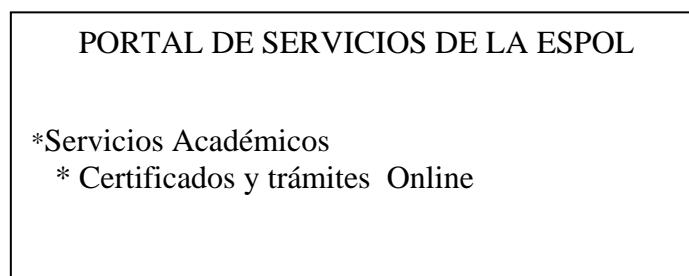 PORTAL DE SERVICIOS DE LA ESPOL
*Servicios Académicos
* Certificados y trámites Online